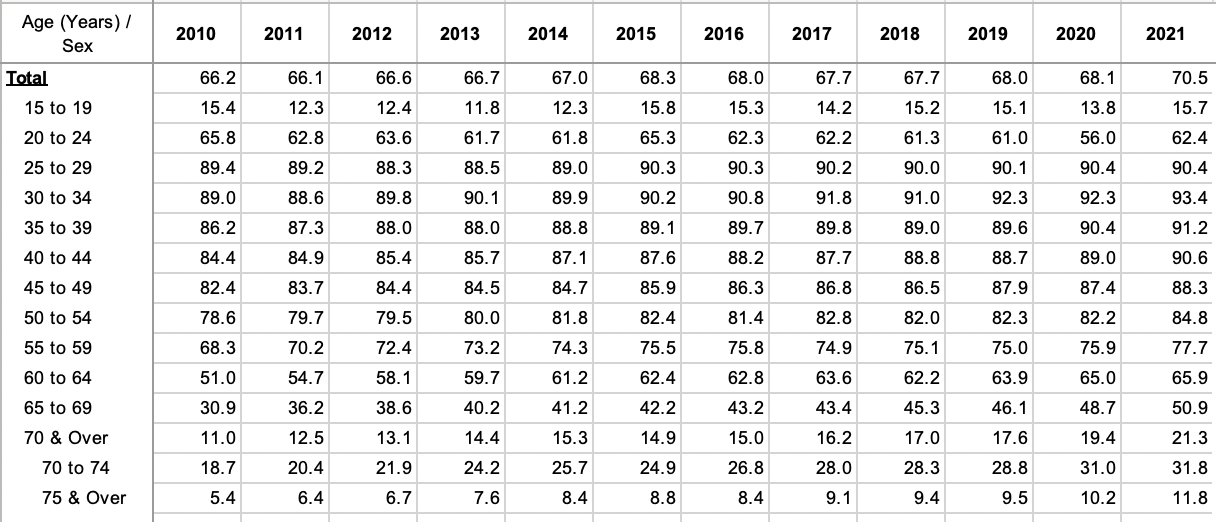 Age (Years) / Sex 2010 2011 2012 2013 2014 2015 2016 2017 2018 2019 2020 2021
Total 66.2 66.1 66.6 66.7 67.0 68.3 68.0 67.7 67.7 68.0 68.1 70.5
15 to 19 15.4 12.3 12.4 11.8 12.3 15.8 15.3 14.2 15.2 15.1 13.8 15.7
20 to 24 65.8 62.8 63.6 61.7 61.8 65.3 62.3 62.2 61.3 61.0 56.0 62.4
25 to 29 89.4 89.2 88.3 88.5 89.0 90.3 90.3 90.2 90.0 90.1 90.4 90.4
30 to 34 89.0 88.6 89.8 90.1 89.9 90.2 90.8 91.8 91.0 92.3 92.3 93.4
35 to 39 86.2 87.3 88.0 88.0 88.8 89.1 89.7 89.8 89.0 89.6 90.4 91.2
40 to 44 84.4 84.9 85.4 85.7 87.1 87.6 88.2 87.7 88.8 88.7 89.0 90.6
45 to 49 82.4 83.7 84.4 84.5 84.7 85.9 86.3 86.8 86.5 87.9 87.4 88.3
50 to 54 78.6 79.7 79.5 80.0 81.8 82.4 81.4 82.8 82.0 82.3 82.2 84.8
55 to 59 68.3 70.2 72.4 73.2 74.3 75.5 75.8 74.9 75.1 75.0 75.9 77.7
60 to 64 51.0 54.7 58.1 59.7 61.2 62.4 62.8 63.6 62.2 63.9 65.0 65.9
65 to 69 30.9 36.2 38.6 40.2 41.2 42.2 43.2 43.4 45.3 46.1 48.7 50.9
70 & Over 11.0 12.5 13.1 14.4 15.3 14.9 15.0 16.2 17.0 17.6 19.4 21.3
70 to 74 18.7 20.4 21.9 24.2 25.7 24.9 26.8 28.0 28.3 28.8 31.0 31.8
75 & Over 5.4 6.4 6.7 7.6 8.4 8.8 8.4 9.1 9.4 9.5 10.2 11.8